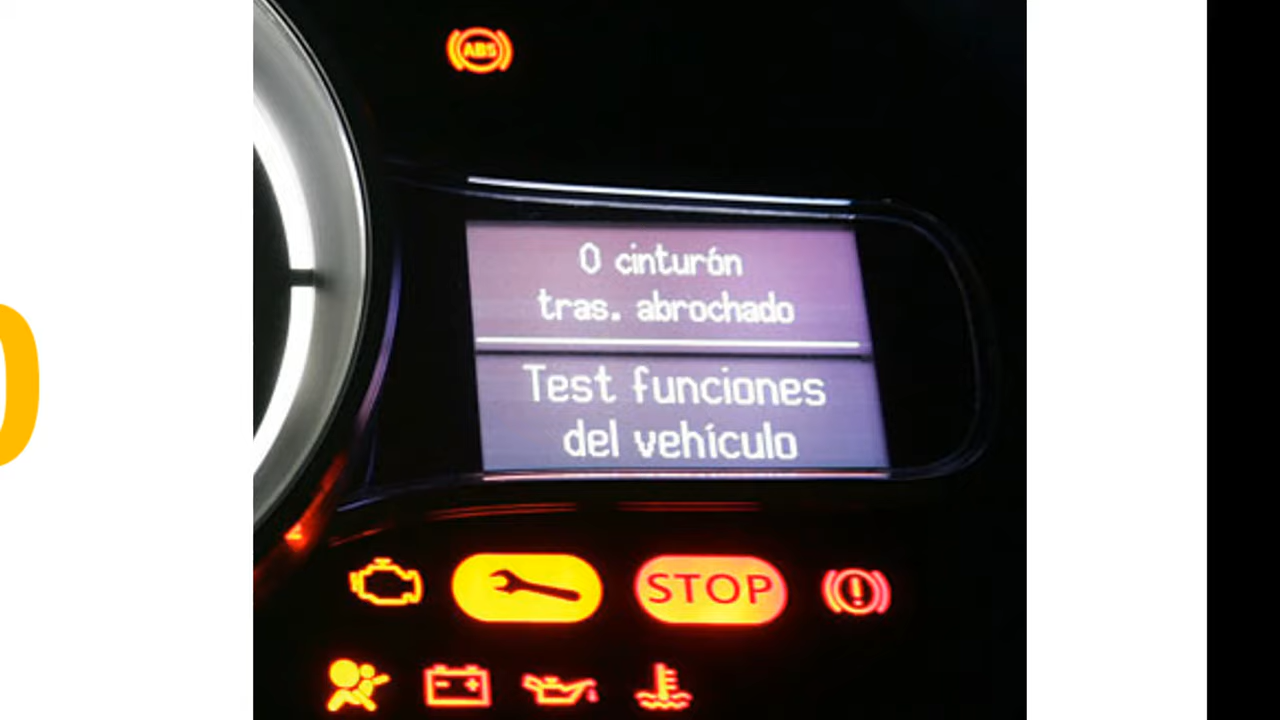 ABS
0 cinturón
tras. abrochado
Test funciones
del vehículo
STOP